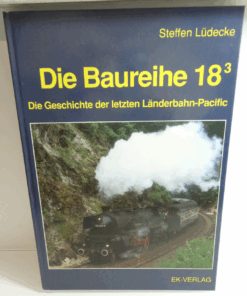 Steffen Lüdecke
Die Baureihe 18³
Die Geschichte der letzten Länderbahn-Pacific
EK-VERLAG